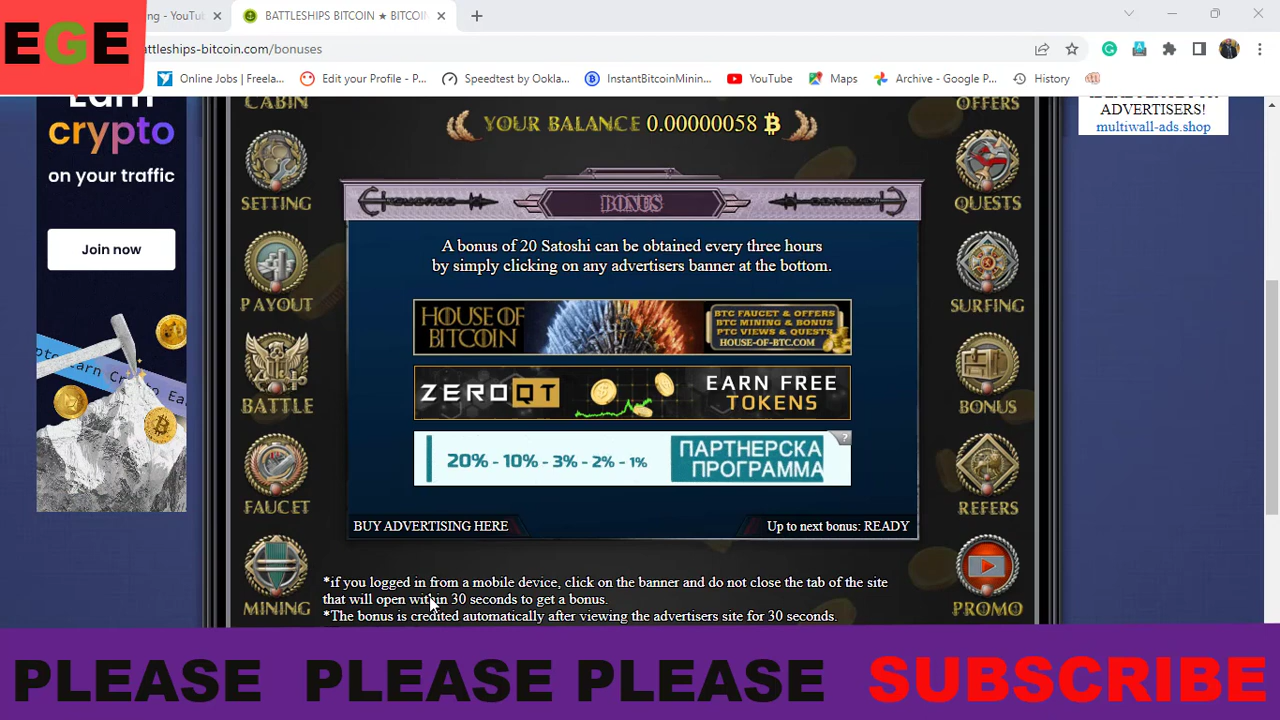 EGE
ng - YouTu
BATTLESHIPS BITCOIN ★ BITCOI
attleships-bitcoin.com/bonuses
Online Jobs | Freela...
Edit your Profile - P...
Speedtest by Ookla...
InstantBitcoinMinin...
YouTube
Maps
Archive - Google P...
History
Earn
crypto
on your traffic
Join now
CABIN
SETTING
PAYOUT
BATTLE
FAUCET
MINING
YOUR BALANCE 0.00000058 ₿
BONUS
A bonus of 20 Satoshi can be obtained every three hours
by simply clicking on any advertisers banner at the bottom.
HOUSE OF
BITCOIN
BTC FAUCET & OFFERS
BTC MINING & BONUS
PTC VIEWS & QUESTS
HOUSE-OF-BTC.COM
ZEROQT
EARN FREE
TOKENS
20% - 10% - 3% - 2% - 1%
ПАРТНЕРСКА
ПРОГРАММА
BUY ADVERTISING HERE
Up to next bonus: READY
*if you logged in from a mobile device, click on the banner and do not close the tab of the site
that will open within 30 seconds to get a bonus.
*The bonus is credited automatically after viewing the advertisers site for 30 seconds.
OFFERS
QUESTS
SURFING
BONUS
REFERS
PROMO
ADVERTISERS!
multiwall-ads.shop
PLEASE PLEASE PLEASE SUBSCRIBE